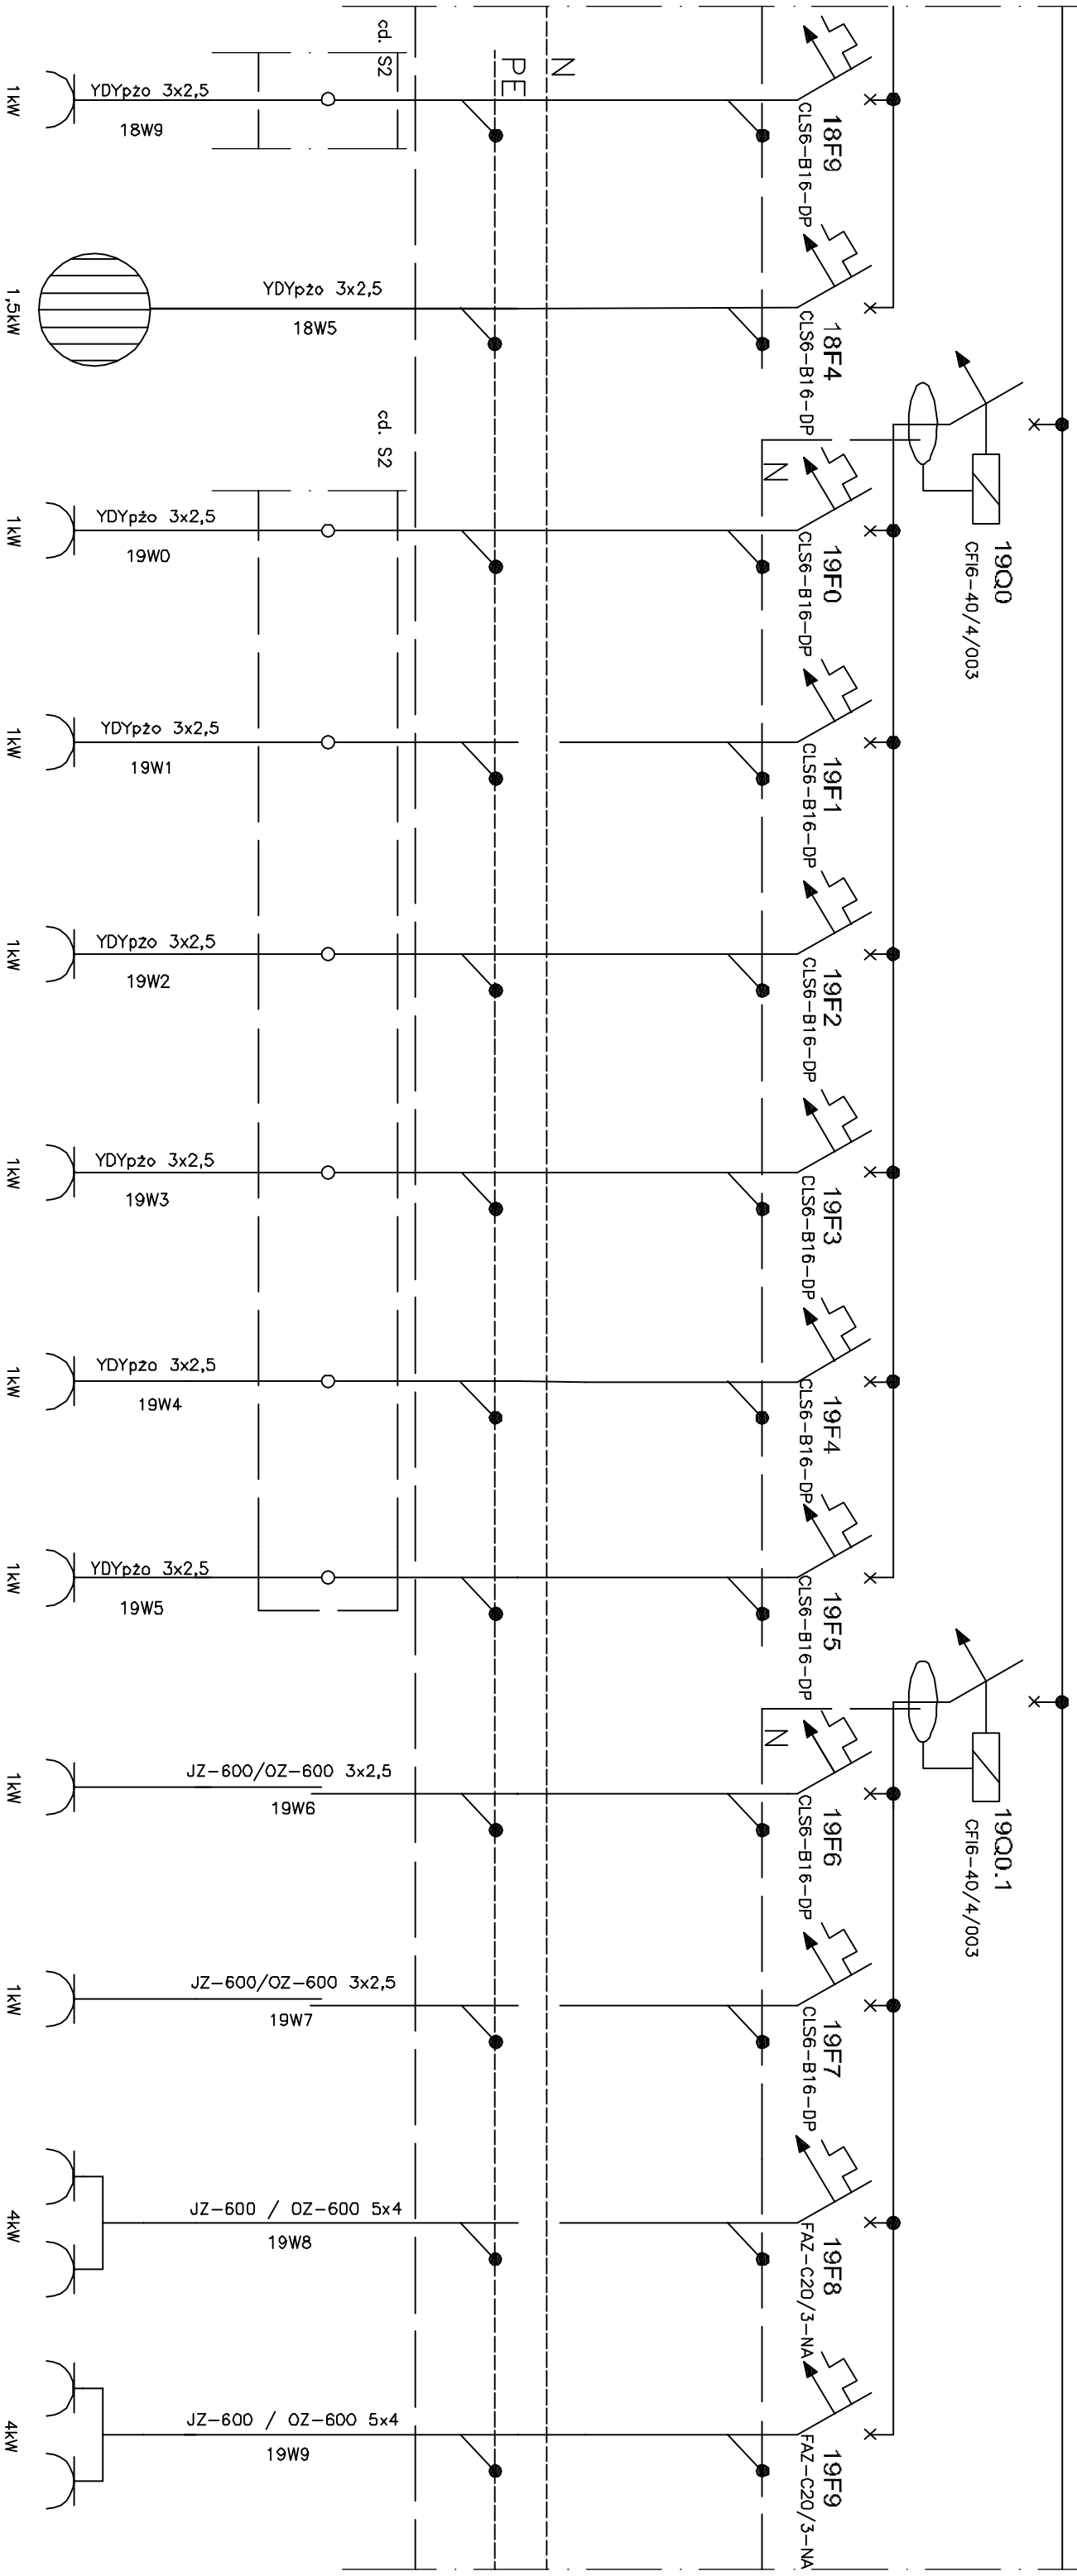 cd. S2
PE
N
18F9
CLS6-B16-DP
YDYpżo 3x2,5
18W9
1kW
18F4
CLS6-B16-DP
YDYpżo 3x2,5
18W5
1,5kW
19Q0
CFI6-40/4/003
N
cd. S2
19F0
CLS6-B16-DP
YDYpżo 3x2,5
19W0
1kW
19F1
CLS6-B16-DP
YDYpżo 3x2,5
19W1
1kW
19F2
CLS6-B16-DP
YDYpżo 3x2,5
19W2
1kW
19F3
CLS6-B16-DP
YDYpżo 3x2,5
19W3
1kW
19F4
CLS6-B16-DP
YDYpżo 3x2,5
19W4
1kW
19F5
CLS6-B16-DP
YDYpżo 3x2,5
19W5
1kW
19Q0.1
CFI6-40/4/003
N
19F6
CLS6-B16-DP
JZ-600/OZ-600 3x2,5
19W6
1kW
19F7
CLS6-B16-DP
JZ-600/OZ-600 3x2,5
19W7
1kW
19F8
FAZ-C20/3-NA
JZ-600 / OZ-600 5x4
19W8
4kW
19F9
FAZ-C20/3-NA
JZ-600 / OZ-600 5x4
19W9
4kW